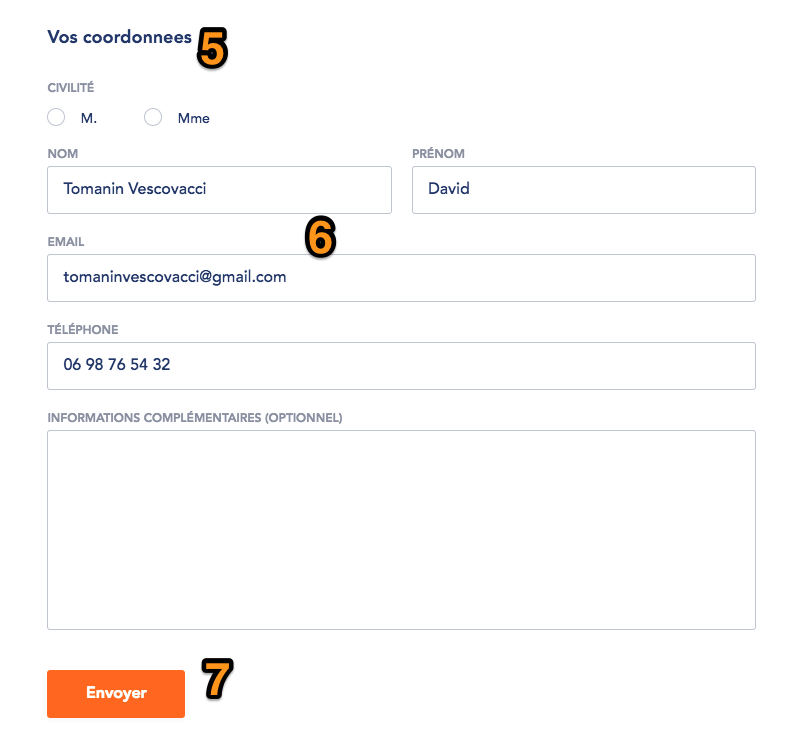 Vos coordonnees 5
CIVILITÉ
M. Mme
NOM PRÉNOM
Tomanin Vescovacci David
6
EMAIL
tomaninvescovacci@gmail.com
TÉLÉPHONE
06 98 76 54 32
INFORMATIONS COMPLÉMENTAIRES (OPTIONNEL)
Envoyer 7